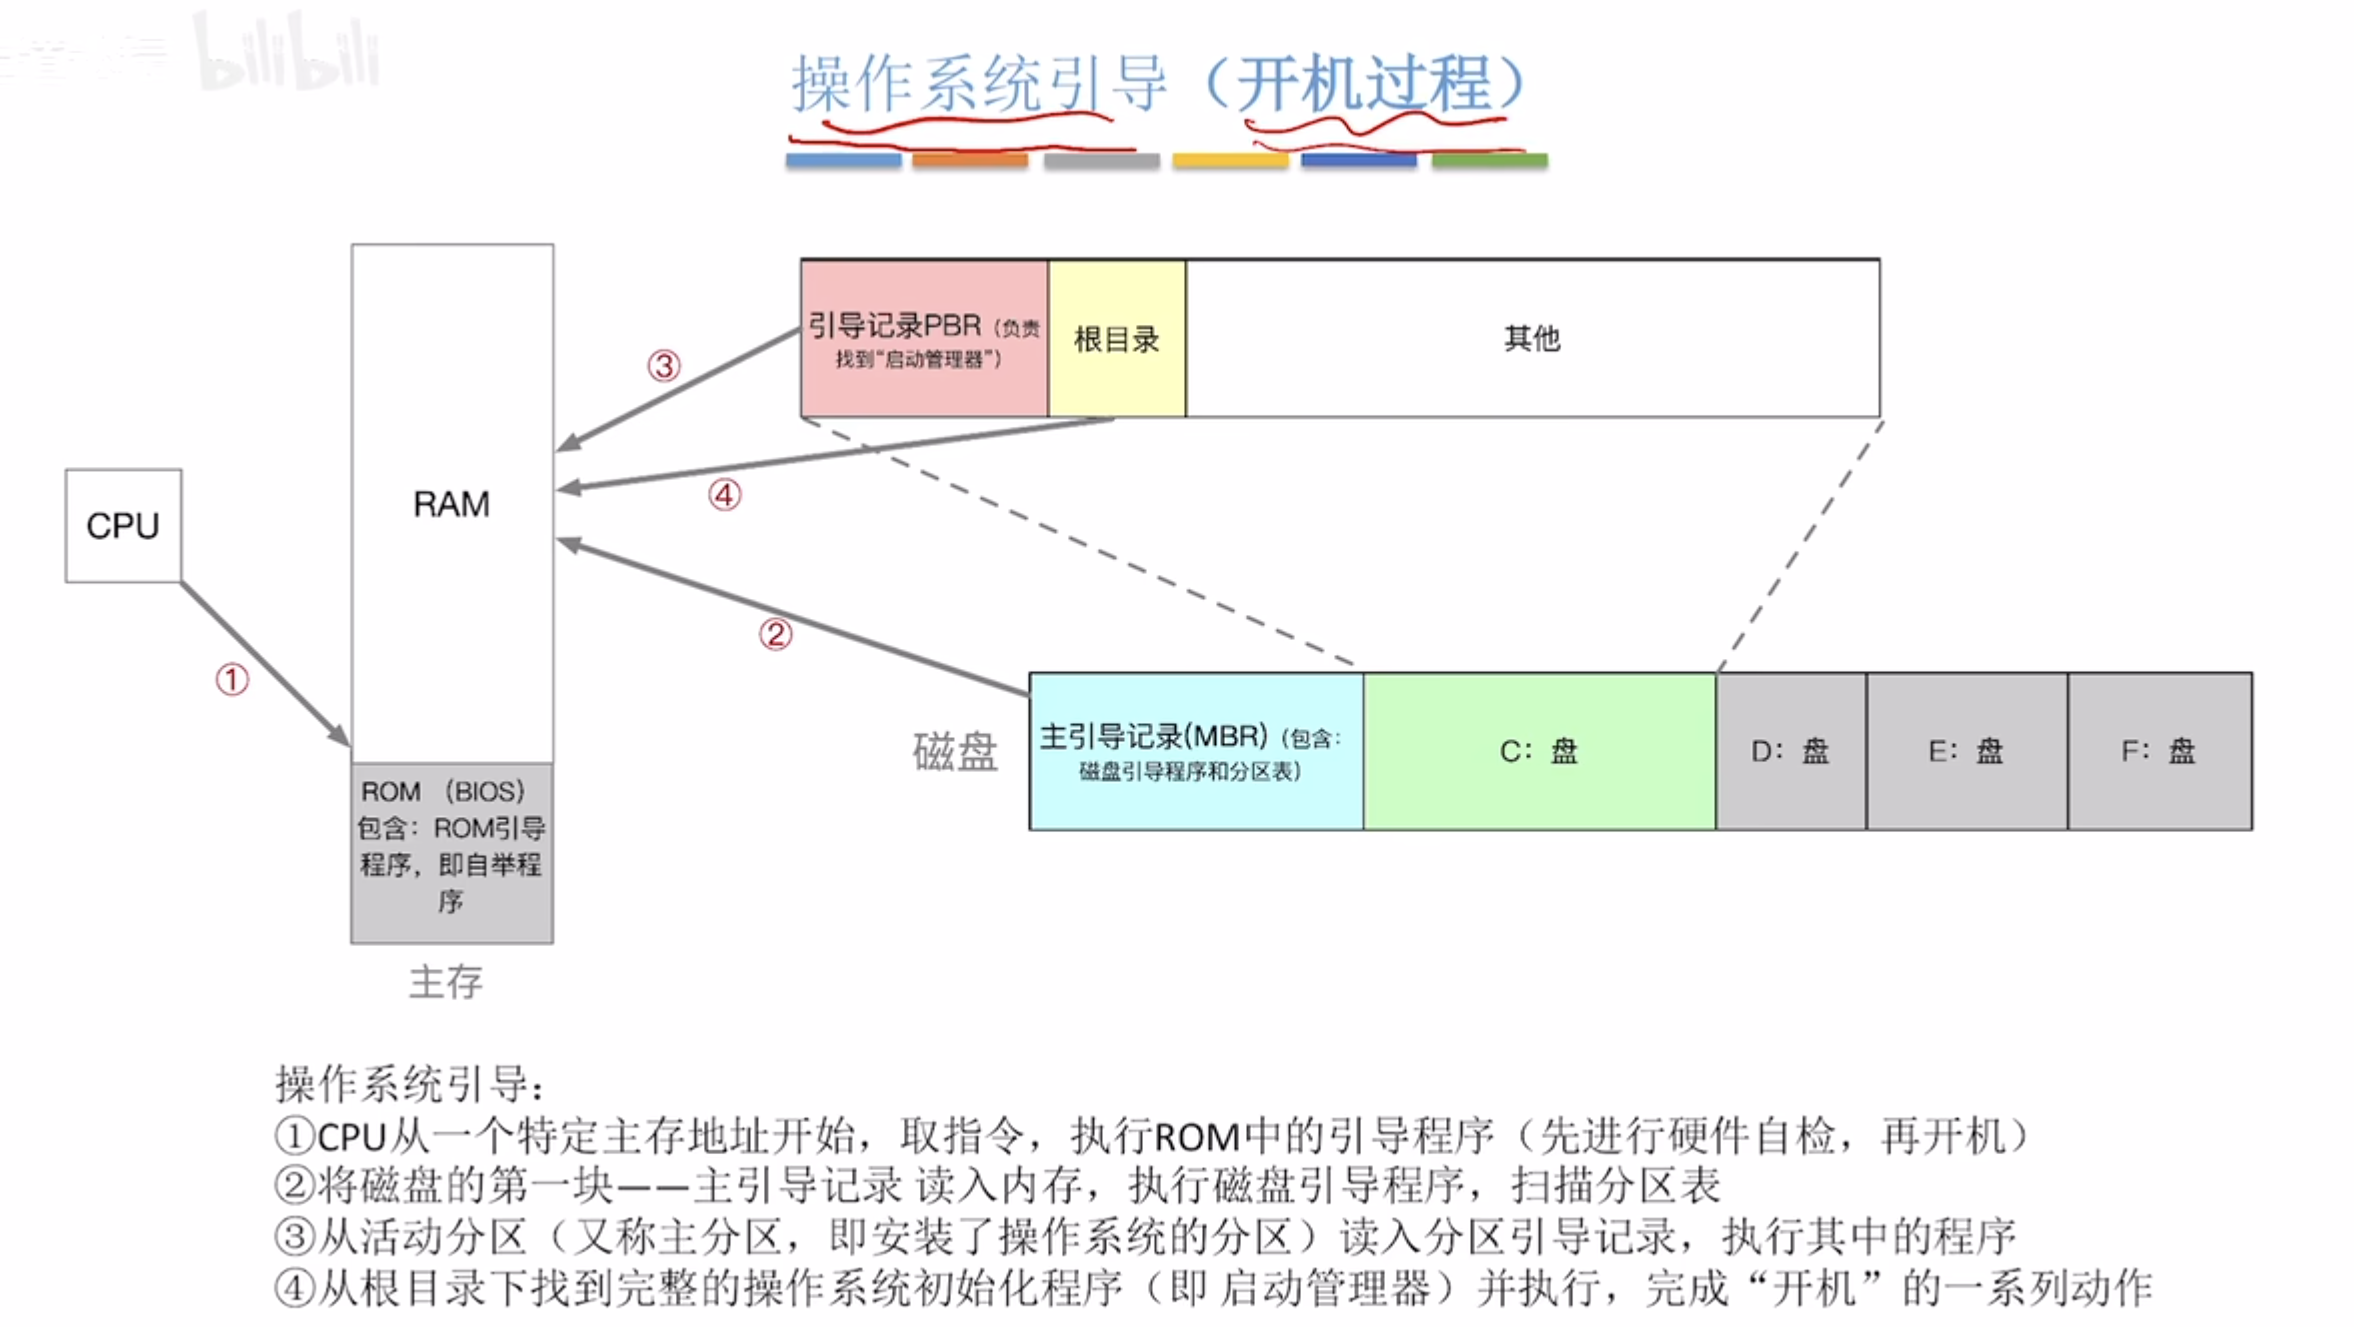 bilibili
操作系统引导（开机过程）
引导记录PBR（负责
找到“启动管理器”）
根目录
其他
③
④
RAM
CPU
②
①
磁盘
主引导记录(MBR)（包含：
磁盘引导程序和分区表）
C：盘
D：盘
E：盘
F：盘
ROM （BIOS）
包含：ROM引导
程序，即自举程
序
主存
操作系统引导：
①CPU从一个特定主存地址开始，取指令，执行ROM中的引导程序（先进行硬件自检，再开机）
②将磁盘的第一块——主引导记录 读入内存，执行磁盘引导程序，扫描分区表
③从活动分区（又称主分区，即安装了操作系统的分区）读入分区引导记录，执行其中的程序
④从根目录下找到完整的操作系统初始化程序（即 启动管理器）并执行，完成“开机”的一系列动作